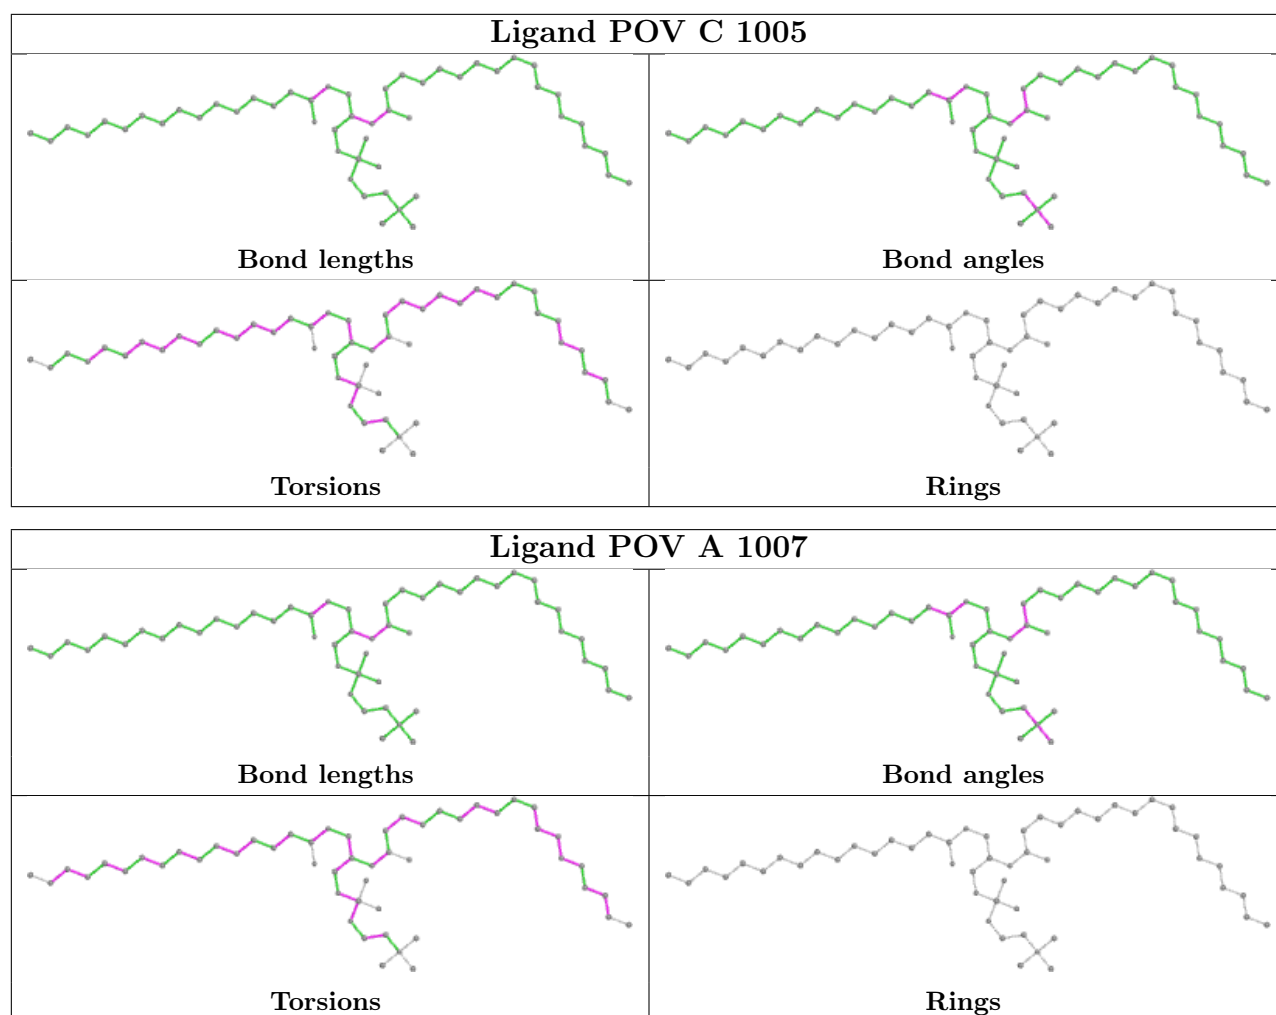 Ligand POV C 1005
Bond lengths
Bond angles
Torsions
Rings
Ligand POV A 1007
Bond lengths
Bond angles
Torsions
Rings